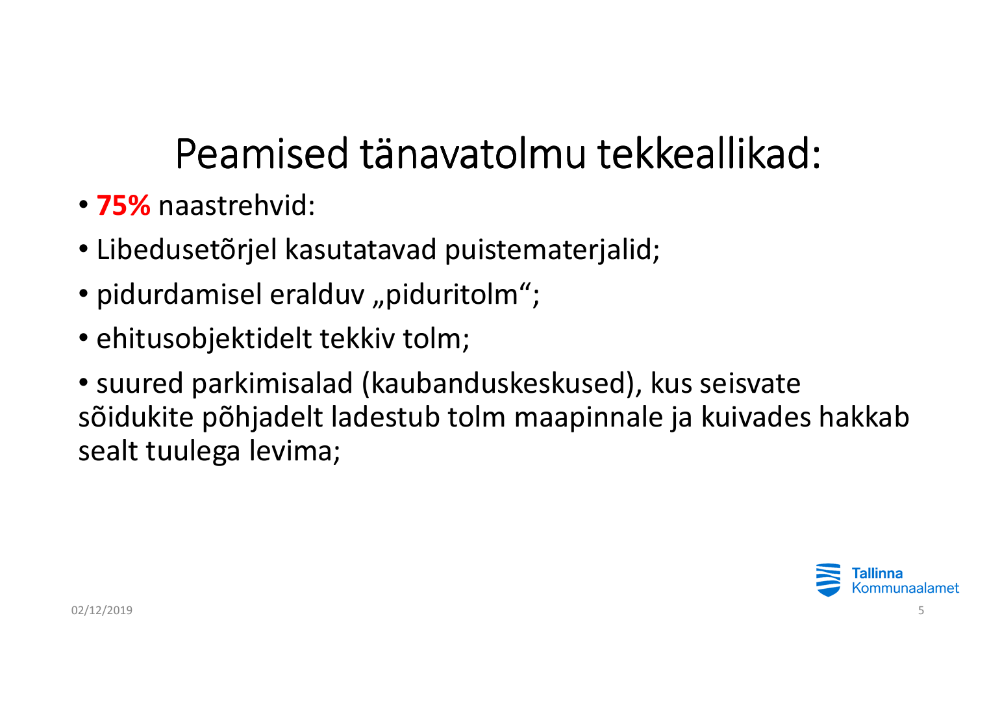 Peamised tänavatolmu tekkeallikad:
• 75% naastrehvid:
• Libedusetõrjel kasutatavad puistematerjalid;
• pidurdamisel eralduv „piduritolm“;
• ehitusobjektidelt tekkiv tolm;
• suured parkimisalad (kaubanduskeskused), kus seisvate
sõidukite põhjadelt ladestub tolm maapinnale ja kuivades hakkab
sealt tuulega levima;
Tallinna
Kommunaalamet
02/12/2019
5